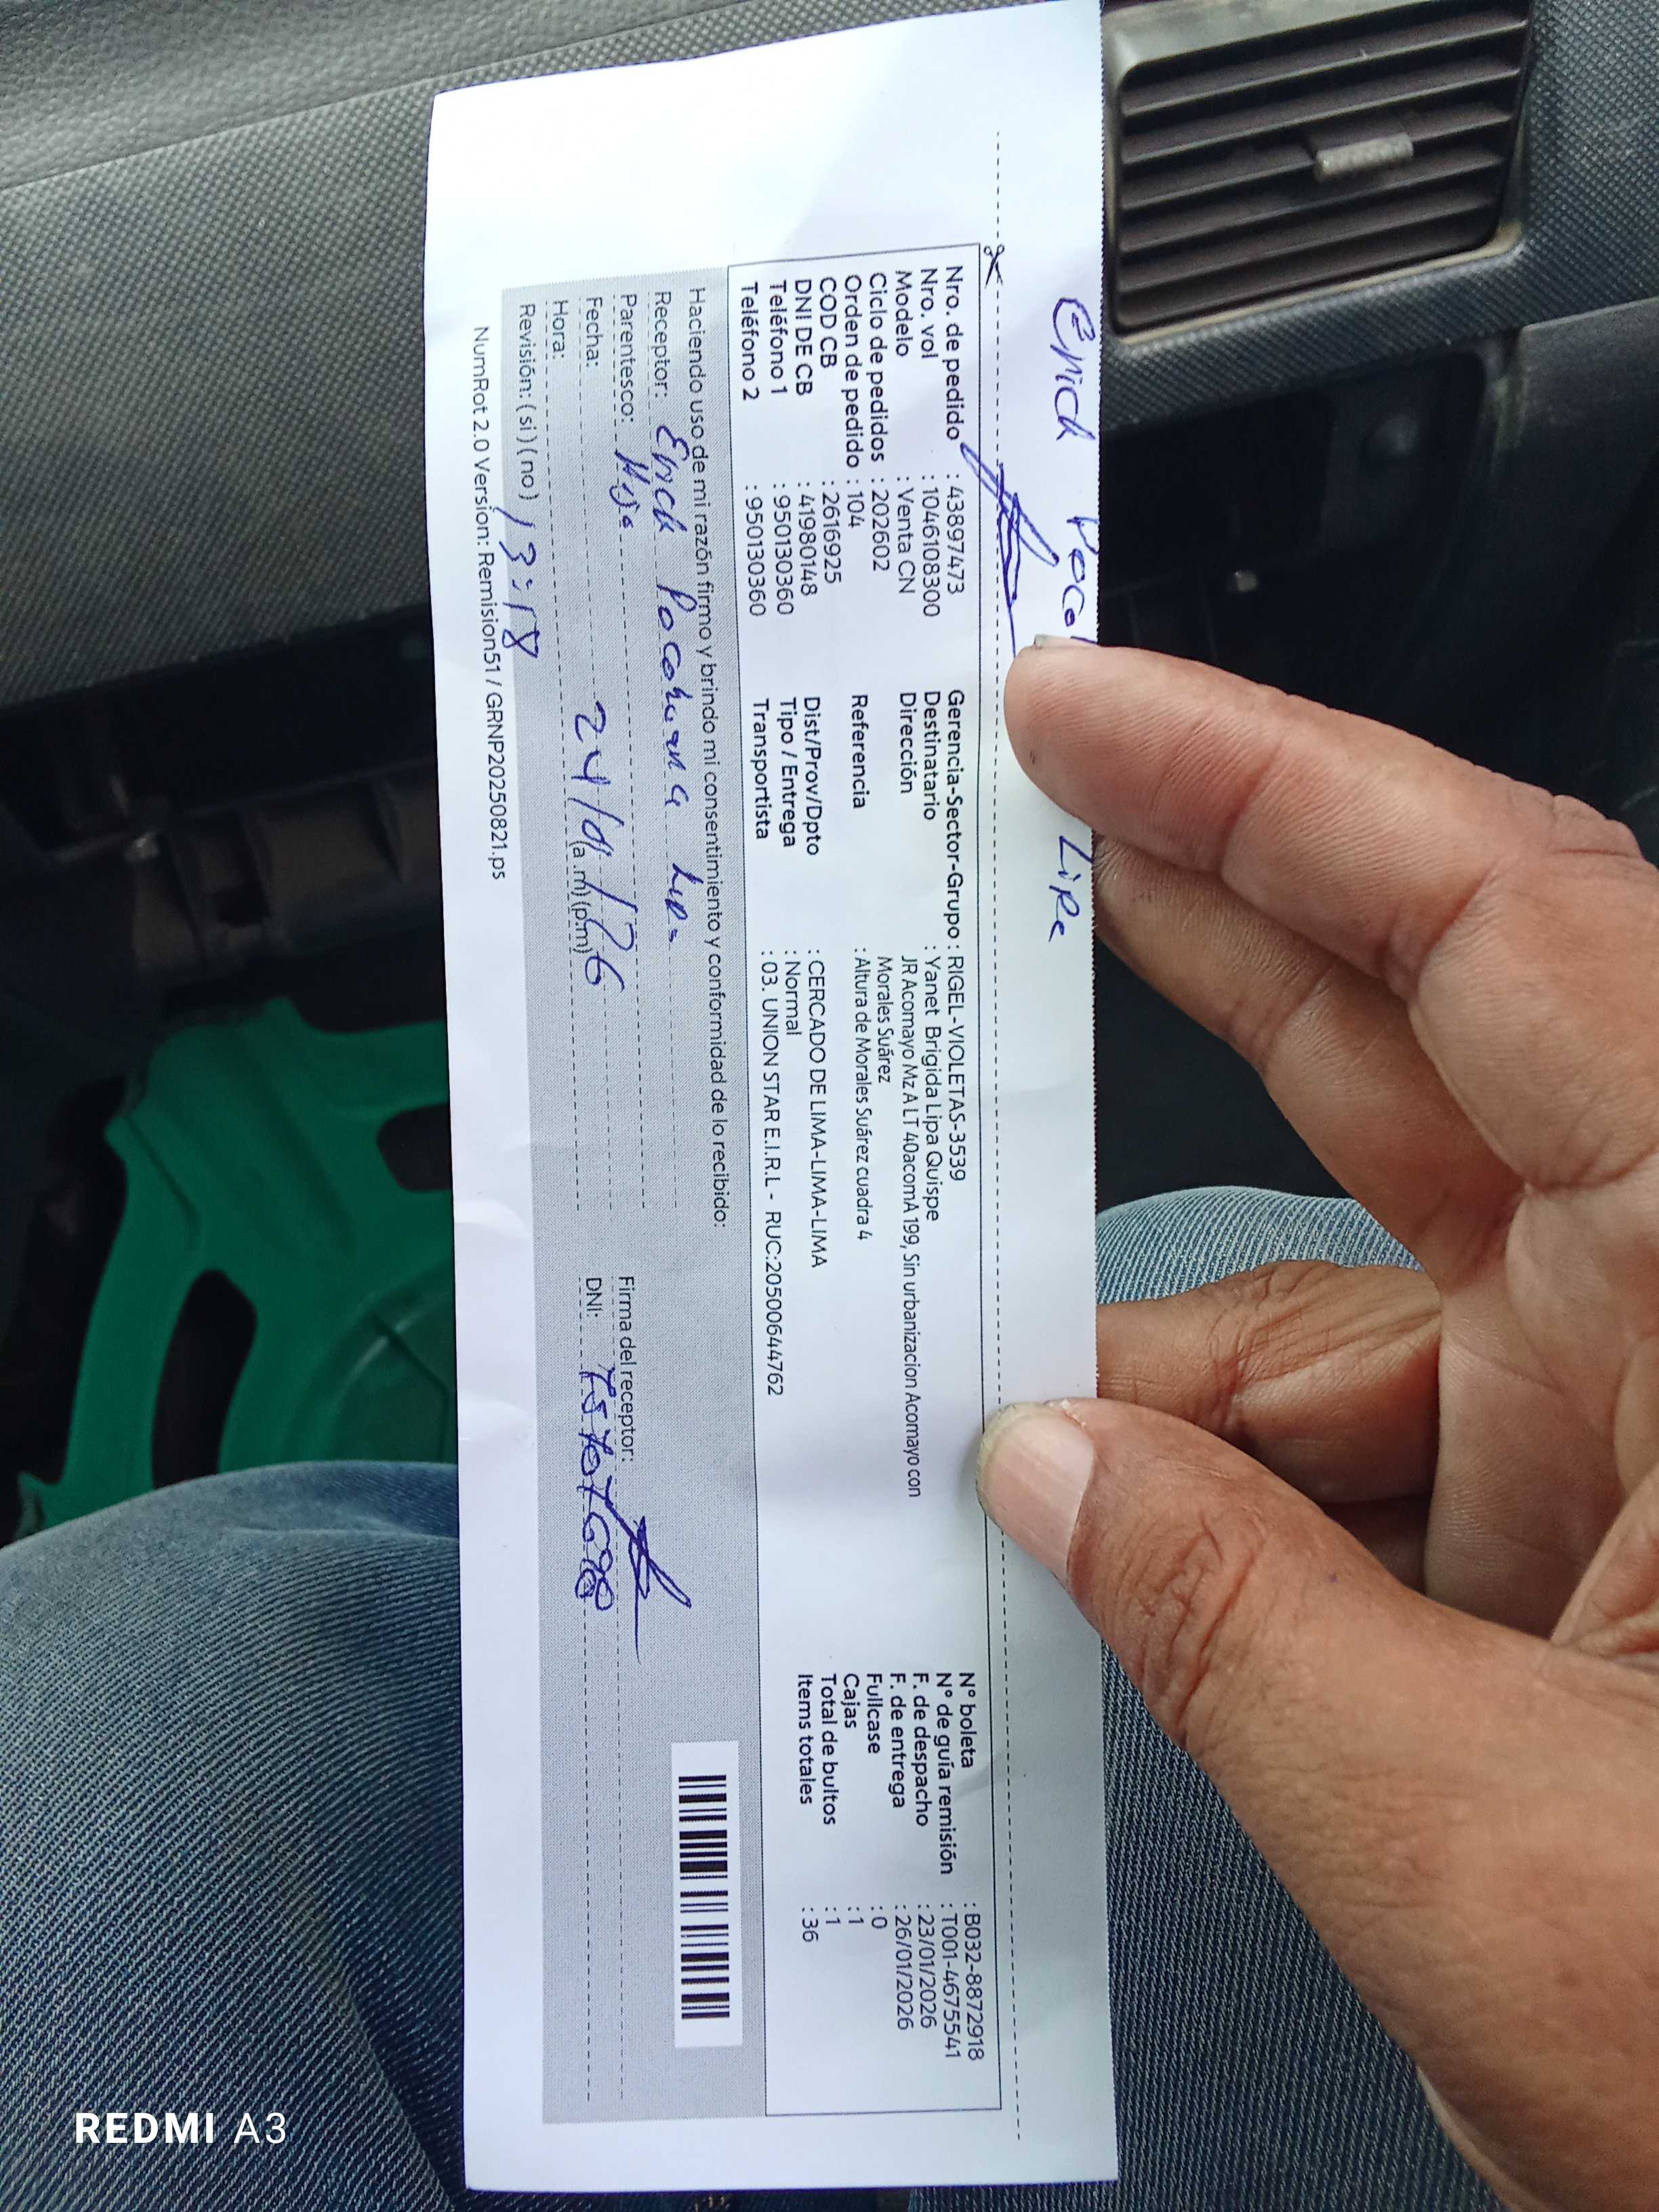 Erick Poco Lipa
Nro. de pedido : 43897473
Nro. vol : 1046108300
Modelo : Venta CN
Ciclo de pedidos : 202602
Orden de pedido : 104
COD CB : 2616925
DNI DE CB : 41980148
Teléfono 1 : 950130360
Teléfono 2 : 950130360
Gerencia-Sector-Grupo : RIGEL-VIOLETAS-3539
Destinatario : Yanet Brigida Lipa Quispe
Dirección JR Acomayo Mz A LT 40acomA 199, Sin urbanizacion Acomayo con
Morales Suárez
Referencia : Altura de Morales Suárez cuadra 4
Dist/Prov/Dpto : CERCADO DE LIMA-LIMA-LIMA
Tipo / Entrega : Normal
Transportista : 03. UNION STAR E.I.R.L - RUC:20500644762
N° boleta : B032-8872918
N° de guía remisión : T001-4675541
F. de despacho : 23/01/2026
F. de entrega : 26/01/2026
Fullcase : 0
Cajas : 1
Total de bultos : 1
Items totales : 36
Haciendo uso de mi razón firmo y brindo mi consentimiento y conformidad de lo recibido:
Receptor: Erick Pocohuanca Lipa
Parentesco: Hijo
Fecha: 24/01/26
Hora: 13:18 (a.m) (p.m)
Revisión: (si) (no)
Firma del receptor:
DNI:
NumRot 2.0 Versión: Remision51 / GRNP20250821.ps
REDMI A3